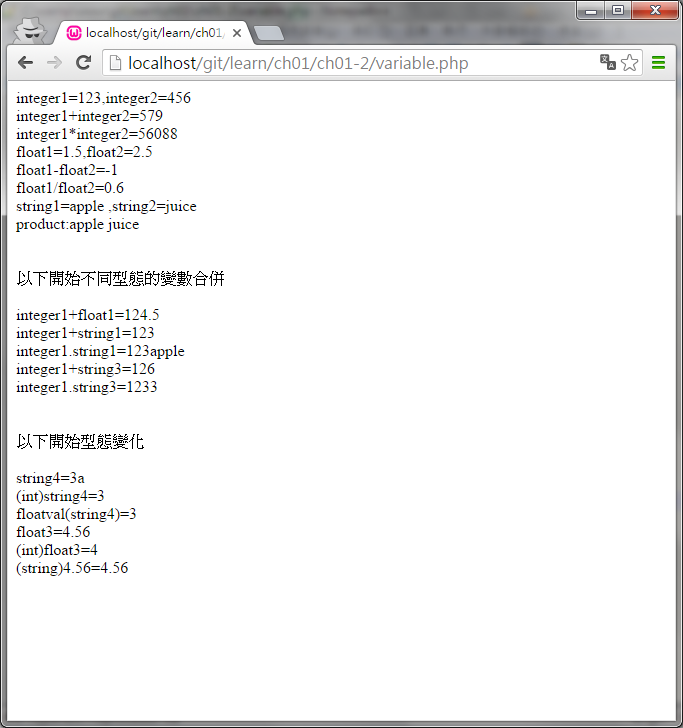 localhost/git/learn/ch01/
localhost/git/learn/ch01/ch01-2/variable.php
integer1=123,integer2=456
integer1+integer2=579
integer1*integer2=56088
float1=1.5,float2=2.5
float1-float2=-1
float1/float2=0.6
string1=apple ,string2=juice
product:apple juice
以下開始不同型態的變數合併
integer1+float1=124.5
integer1+string1=123
integer1.string1=123apple
integer1+string3=126
integer1.string3=1233
以下開始型態變化
string4=3a
(int)string4=3
floatval(string4)=3
float3=4.56
(int)float3=4
(string)4.56=4.56